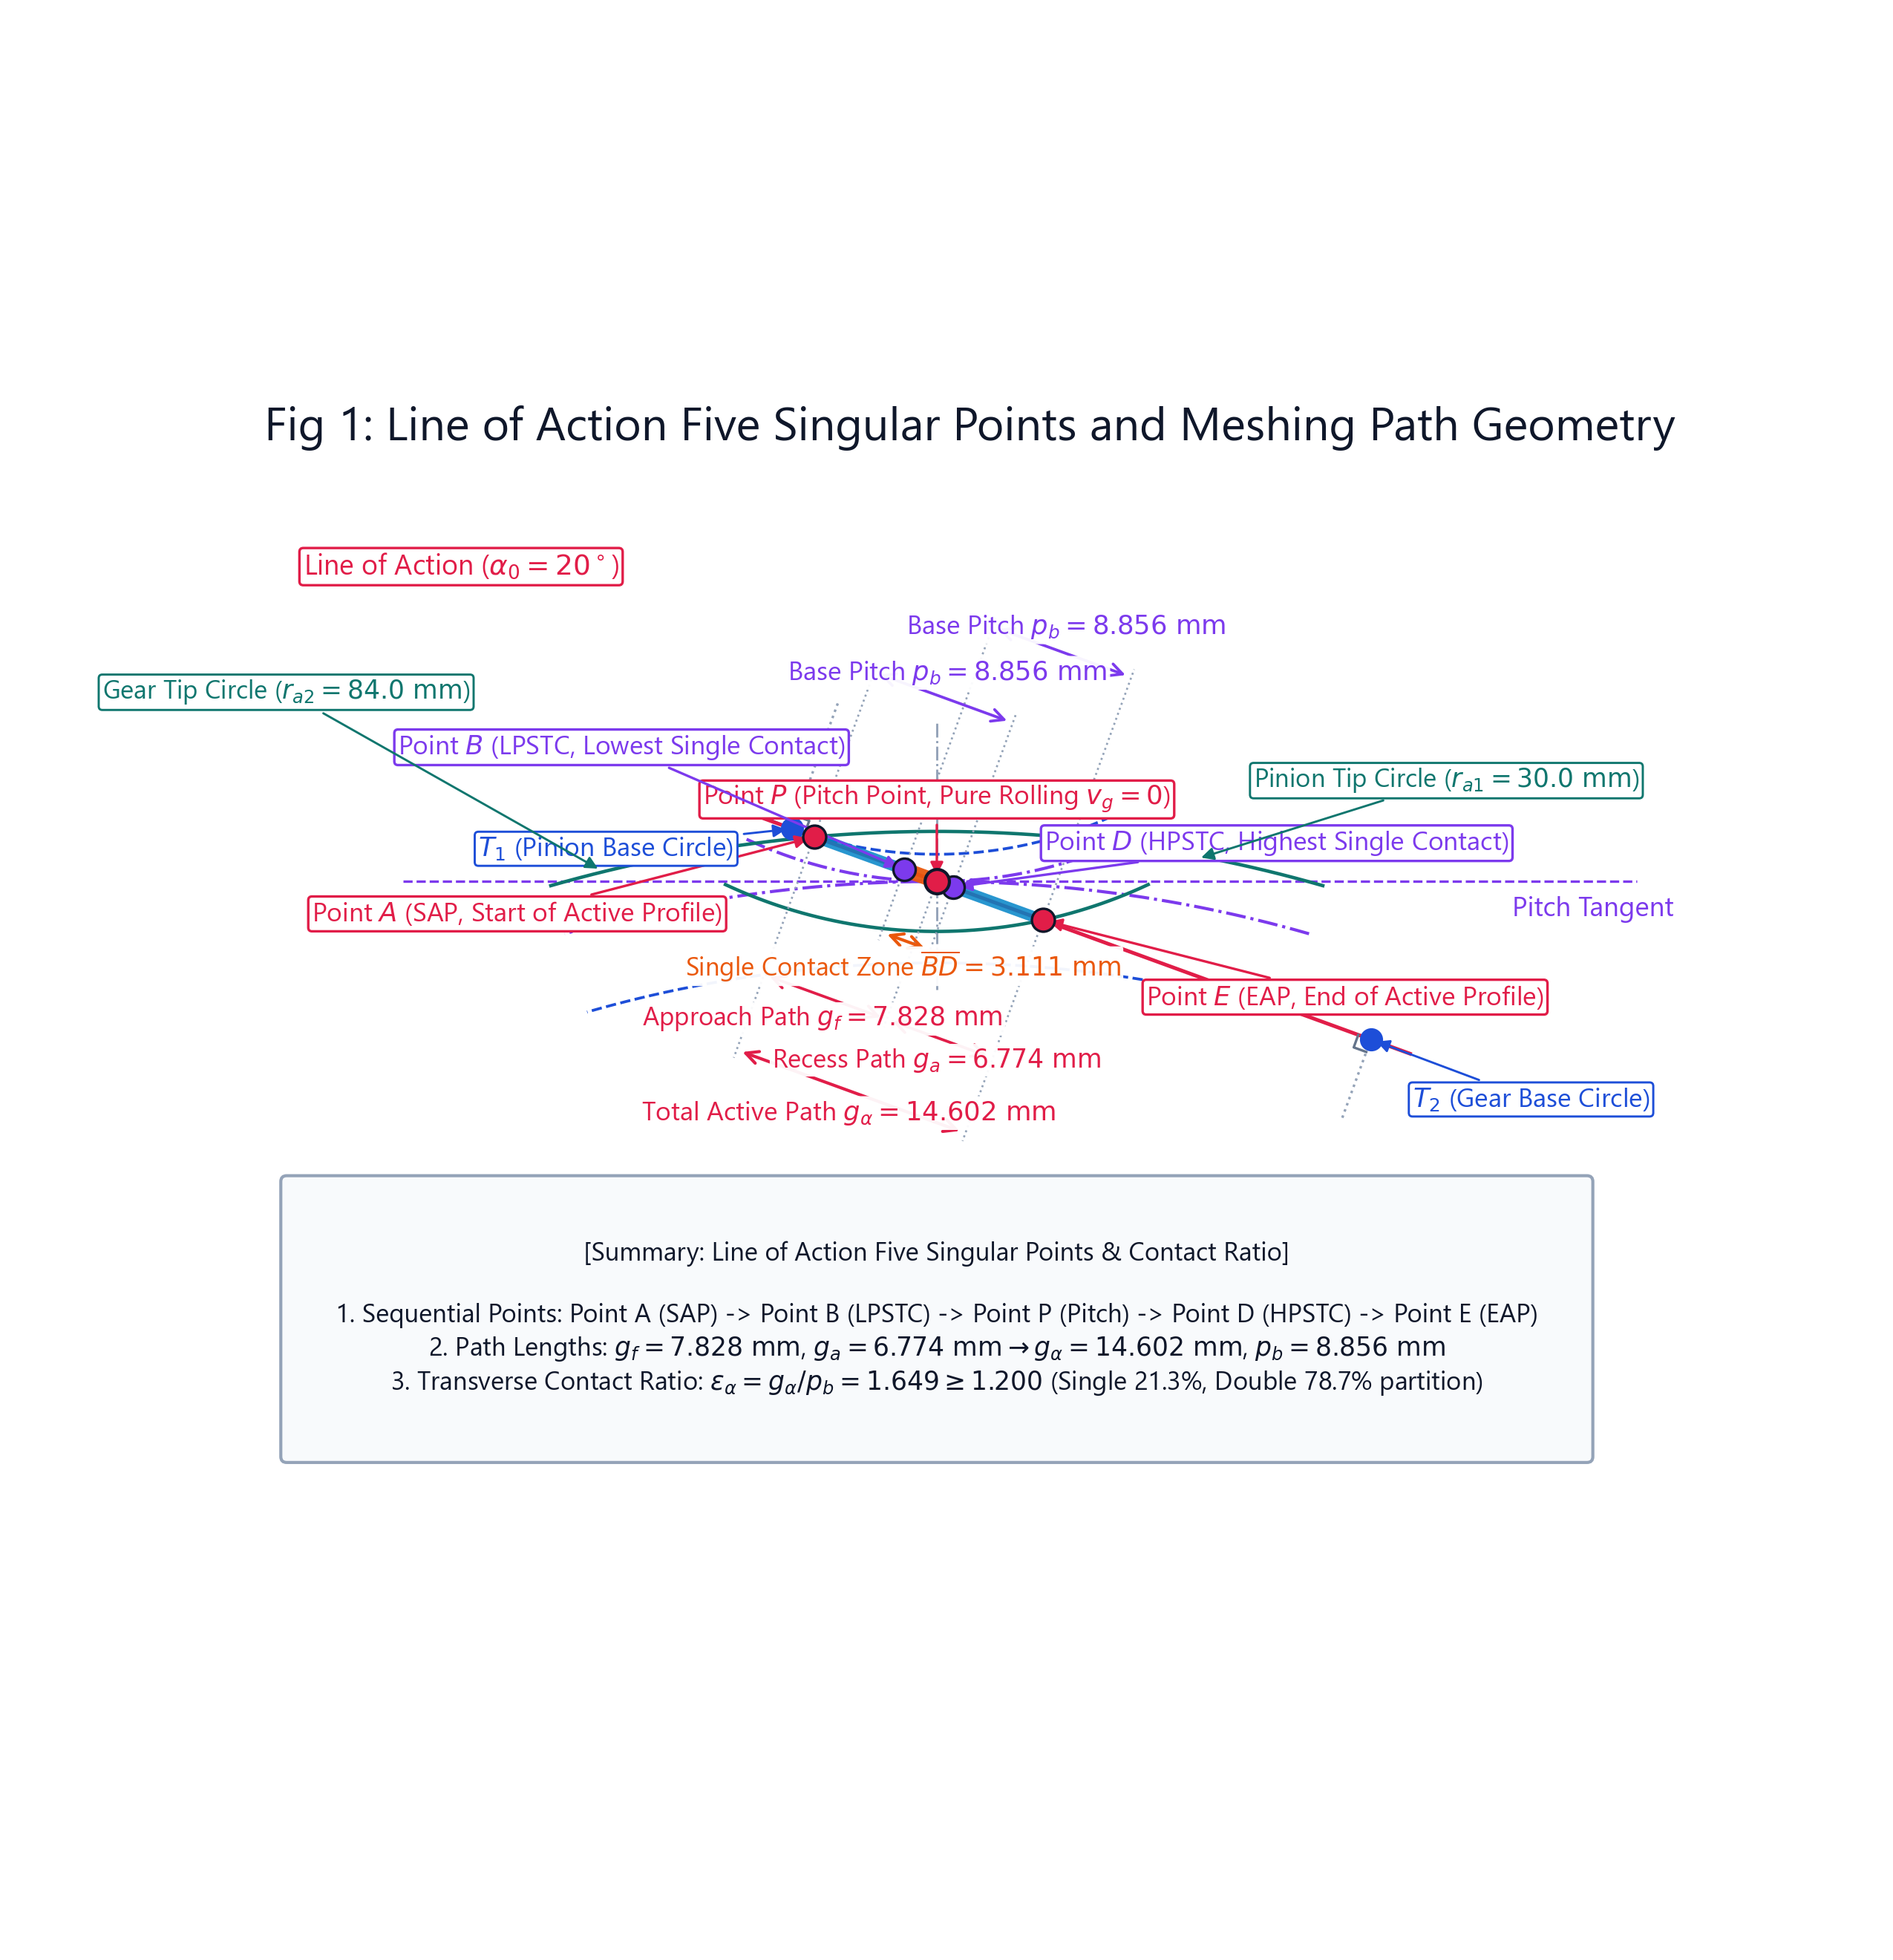 Fig 1: Line of Action Five Singular Points and Meshing Path Geometry
Line of Action (α₀ = 20°)
Base Pitch p_b = 8.856 mm
Base Pitch p_b = 8.856 mm
Gear Tip Circle (r_a2 = 84.0 mm)
Point B (LPSTC, Lowest Single Contact)
Pinion Tip Circle (r_a1 = 30.0 mm)
Point P (Pitch Point, Pure Rolling v_g = 0)
Point D (HPSTC, Highest Single Contact)
T₁ (Pinion Base Circle)
Pitch Tangent
Point A (SAP, Start of Active Profile)
Single Contact Zone \overline{BD} = 3.111 mm
Point E (EAP, End of Active Profile)
Approach Path g_f = 7.828 mm
Recess Path g_a = 6.774 mm
T₂ (Gear Base Circle)
Total Active Path g_α = 14.602 mm
[Summary: Line of Action Five Singular Points & Contact Ratio]
1. Sequential Points: Point A (SAP) -> Point B (LPSTC) -> Point P (Pitch) -> Point D (HPSTC) -> Point E (EAP)
2. Path Lengths: g_f = 7.828 mm, g_a = 6.774 mm → g_α = 14.602 mm, p_b = 8.856 mm
3. Transverse Contact Ratio: ε_α = g_α/p_b = 1.649 ≥ 1.200 (Single 21.3%, Double 78.7% partition)